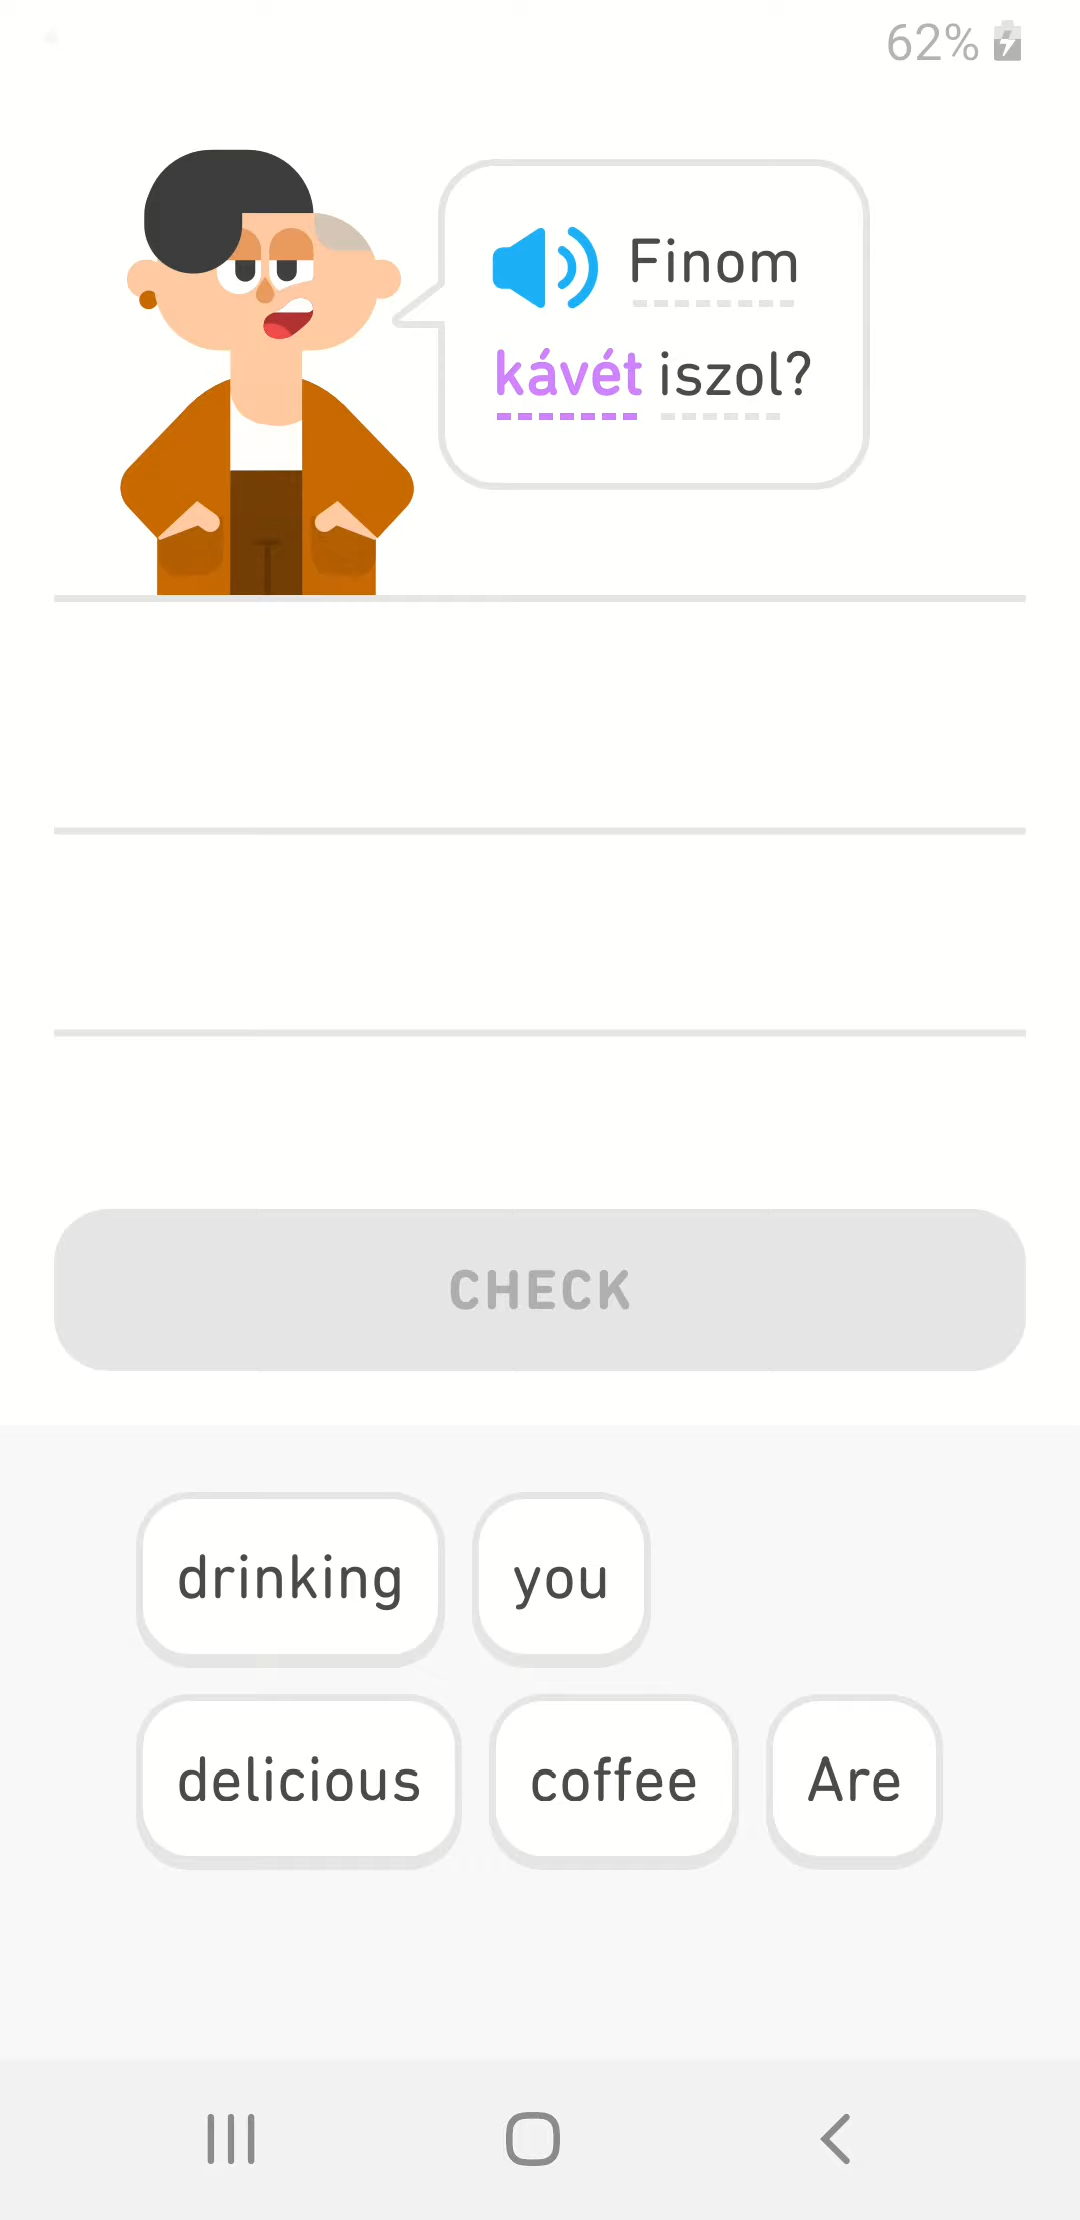 62%
Finom
kávét iszol?
CHECK
drinking you
delicious coffee Are